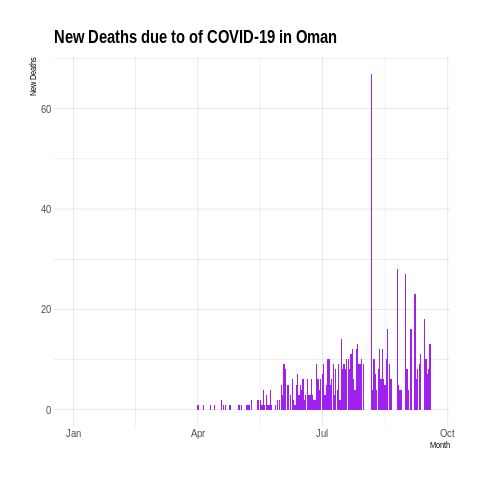 New Deaths due to of COVID-19 in Oman
New Deaths
60
40
20
0
Jan Apr Jul Oct
Month